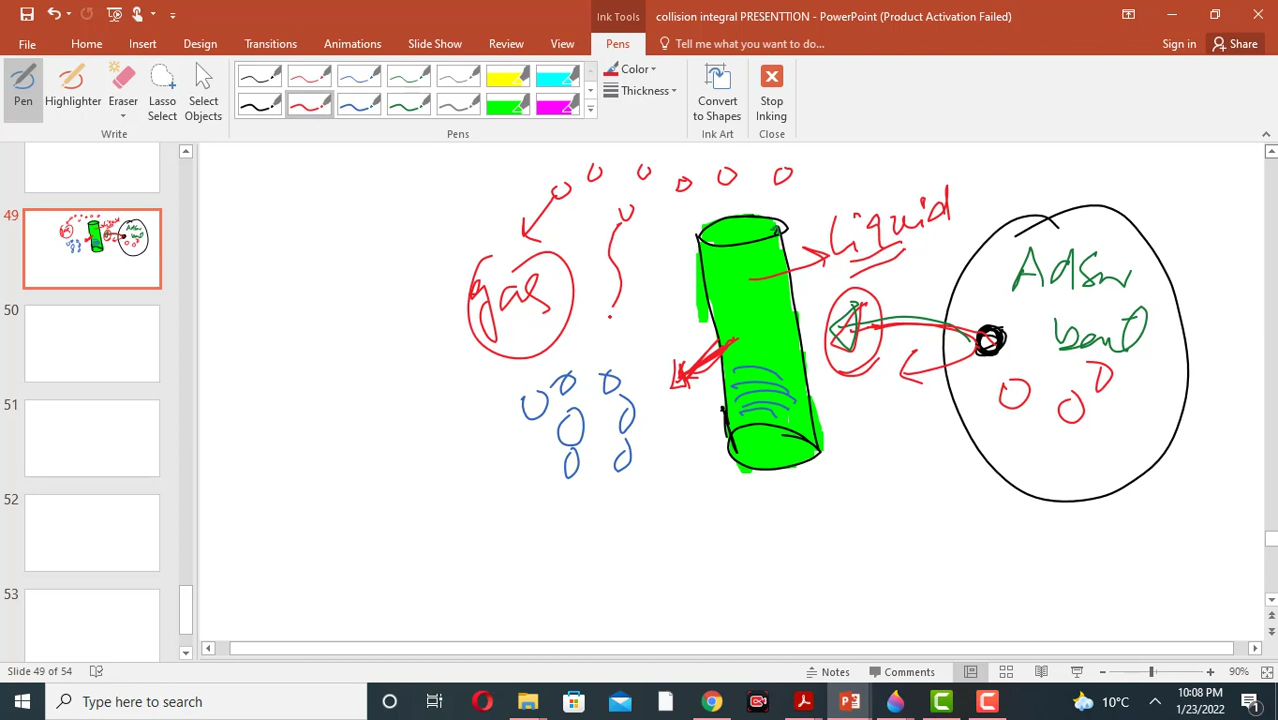 collision integral PRESENTTION - PowerPoint (Product Activation Failed)
Ink Tools
File
Home
Insert
Design
Transitions
Animations
Slide Show
Review
View
Pens
Tell me what you want to do...
Sign in
Share
Pen
Highlighter
Eraser
Lasso
Select
Select
Objects
Write
Pens
Color
Thickness
Convert
to Shapes
Ink Art
Stop
Inking
Close
49
50
51
52
53
Liquid
gas
Adsor
bent
Slide 49 of 54
Notes
Comments
90%
Type here to search
10°C
10:08 PM
1/23/2022